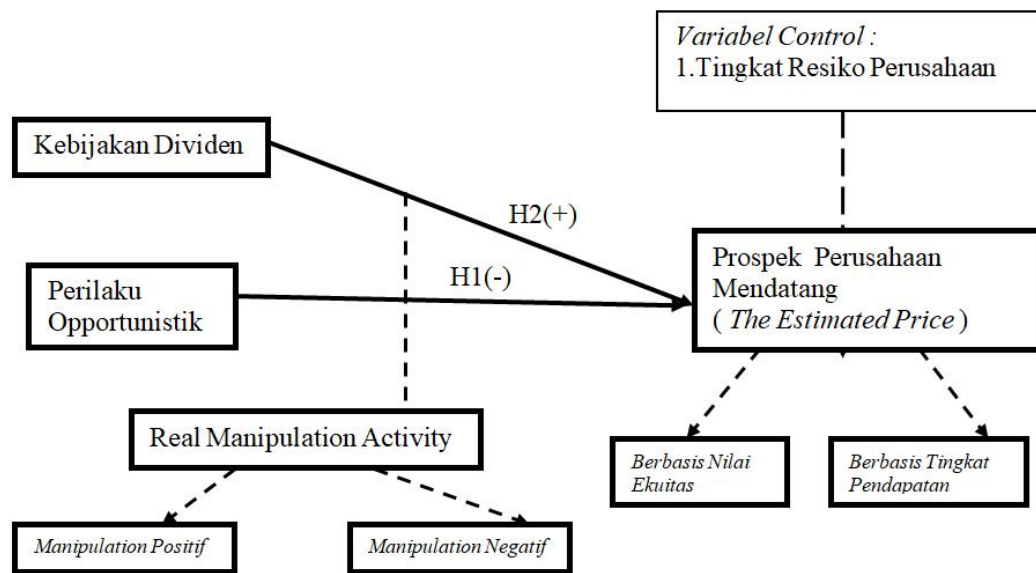 Variabel Control :
1.Tingkat Resiko Perusahaan
Kebijakan Dividen
H2(+)
Perilaku
Opportunistik
H1(-)
Prospek Perusahaan
Mendatang
( The Estimated Price )
Real Manipulation Activity
Berbasis Nilai
Ekuitas
Berbasis Tingkat
Pendapatan
Manipulation Positif
Manipulation Negatif